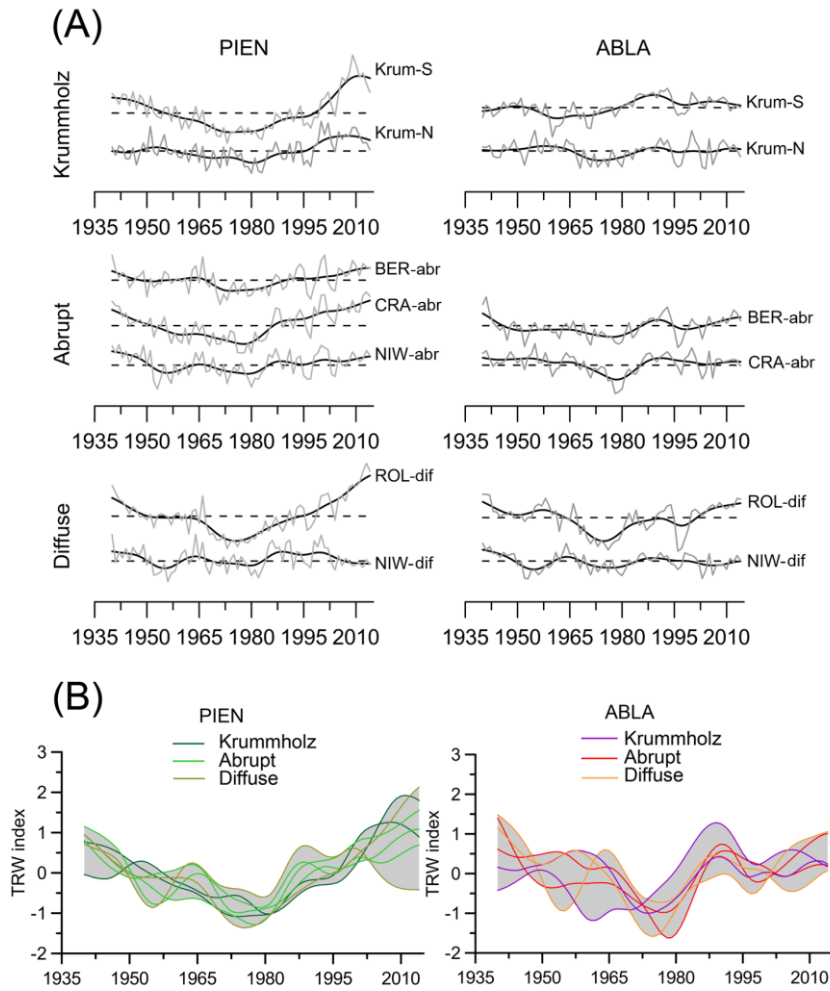 (A)
PIEN
ABLA
Krummholz
Krum-S
Krum-N
Krum-S
Krum-N
1935 1950 1965 1980 1995 2010
1935 1950 1965 1980 1995 2010
Abrupt
BER-abr
CRA-abr
NIW-abr
BER-abr
CRA-abr
1935 1950 1965 1980 1995 2010
1935 1950 1965 1980 1995 2010
Diffuse
ROL-dif
NIW-dif
ROL-dif
NIW-dif
1935 1950 1965 1980 1995 2010
1935 1950 1965 1980 1995 2010
(B)
PIEN
Krummholz
Abrupt
Diffuse
TRW index
3
2
1
0
-1
-2
1935 1950 1965 1980 1995 2010
ABLA
Krummholz
Abrupt
Diffuse
TRW index
3
2
1
0
-1
-2
1935 1950 1965 1980 1995 2010